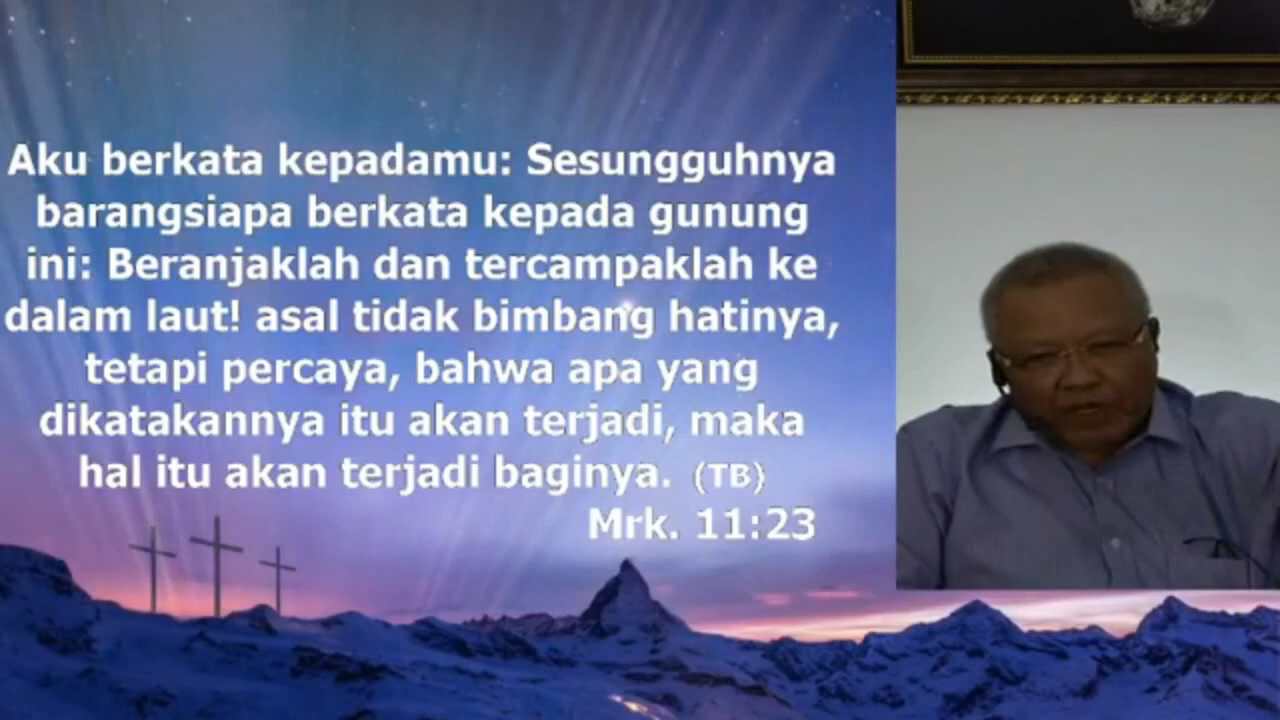 Aku berkata kepadamu: Sesungguhnya
barangsiapa berkata kepada gunung
ini: Beranjaklah dan tercampaklah ke
dalam laut! asal tidak bimbang hatinya,
tetapi percaya, bahwa apa yang
dikatakannya itu akan terjadi, maka
hal itu akan terjadi baginya. (TB)
Mrk. 11:23